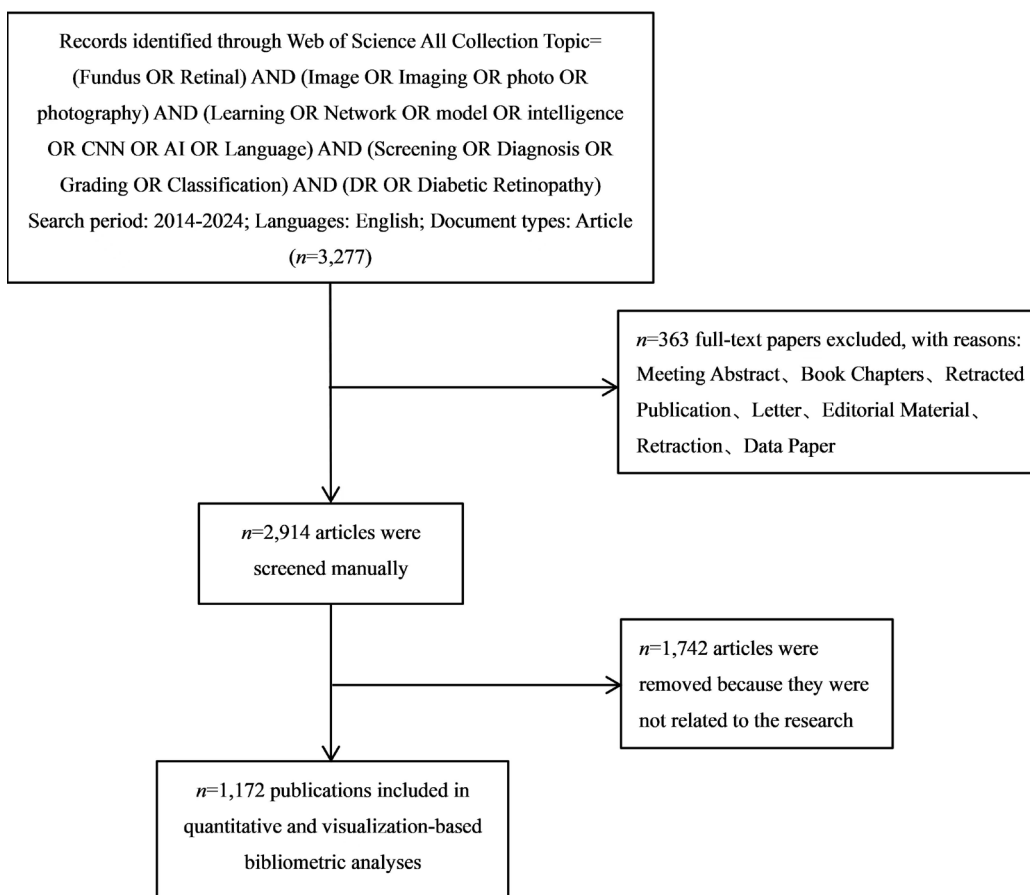 Records identified through Web of Science All Collection Topic=
(Fundus OR Retinal) AND (Image OR Imaging OR photo OR
photography) AND (Learning OR Network OR model OR intelligence
OR CNN OR AI OR Language) AND (Screening OR Diagnosis OR
Grading OR Classification) AND (DR OR Diabetic Retinopathy)
Search period: 2014-2024; Languages: English; Document types: Article
(n=3,277)
n=363 full-text papers excluded, with reasons:
Meeting Abstract、Book Chapters、Retracted
Publication、Letter、Editorial Material、
Retraction、Data Paper
n=2,914 articles were
screened manually
n=1,742 articles were
removed because they were
not related to the research
n=1,172 publications included in
quantitative and visualization-based
bibliometric analyses